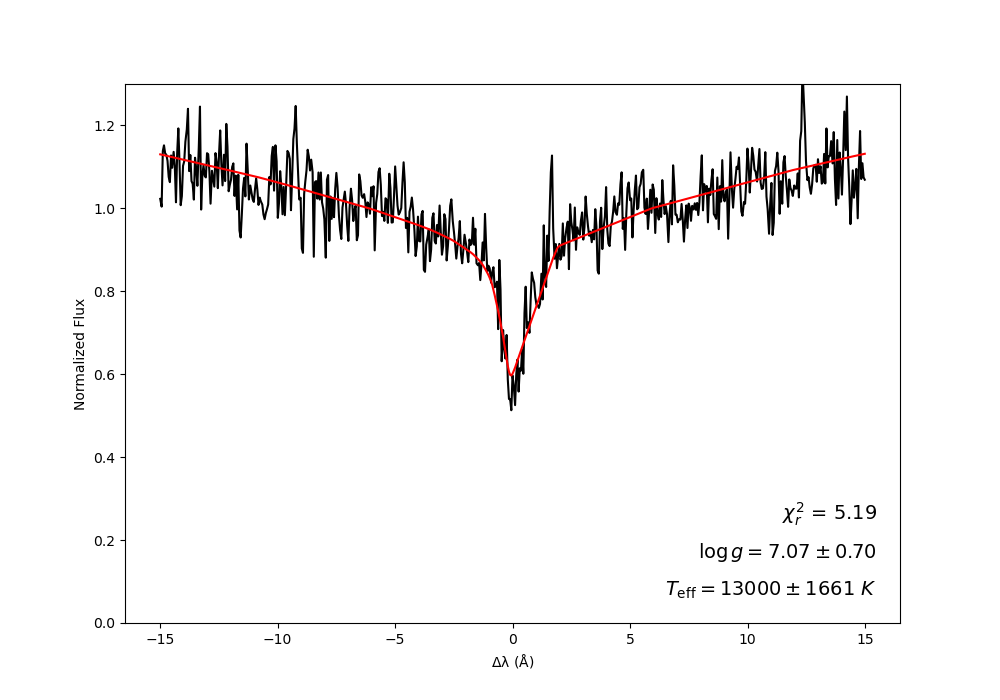 1.2
1.0
0.8
0.6
0.4
0.2
0.0
Normalized Flux
χ²ᵣ = 5.19
log g = 7.07 ± 0.70
T_eff = 13000 ± 1661 K
−15 −10 −5 0 5 10 15
Δλ (Å)